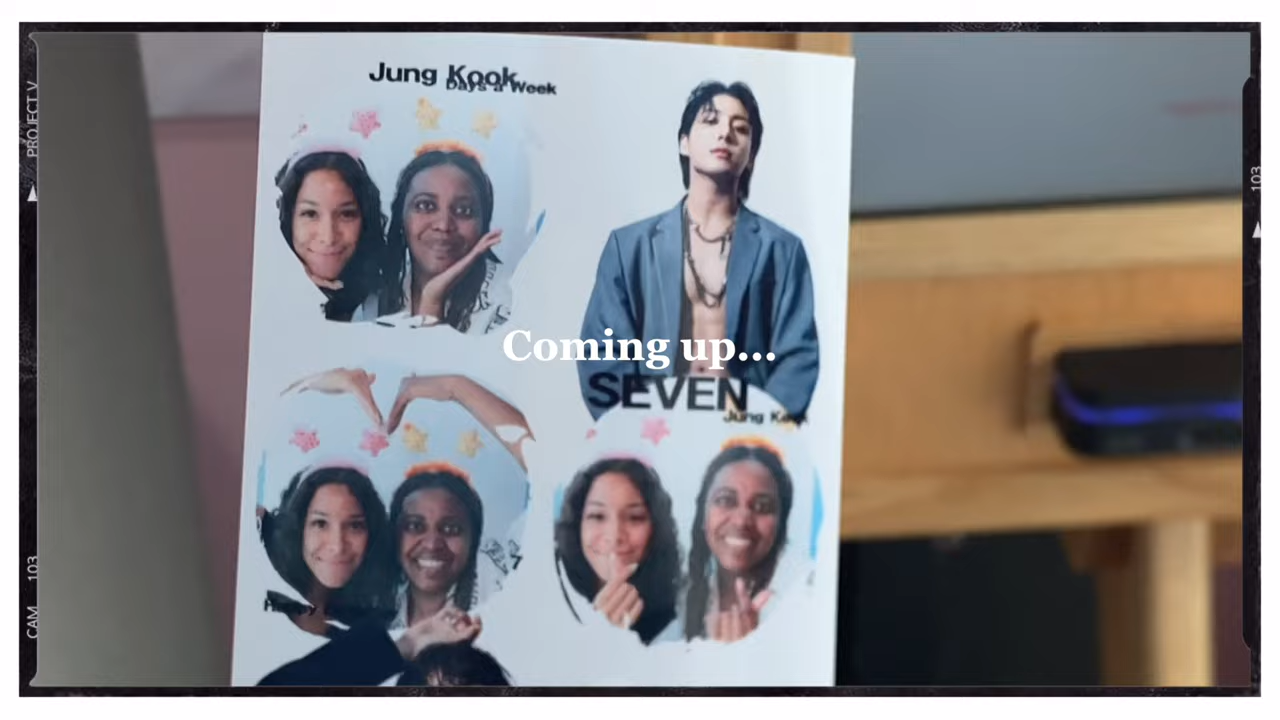 PROJECT V
Jung Kook
Days a Week
103
Coming up...
SEVEN
Jung Kook
CAM 103